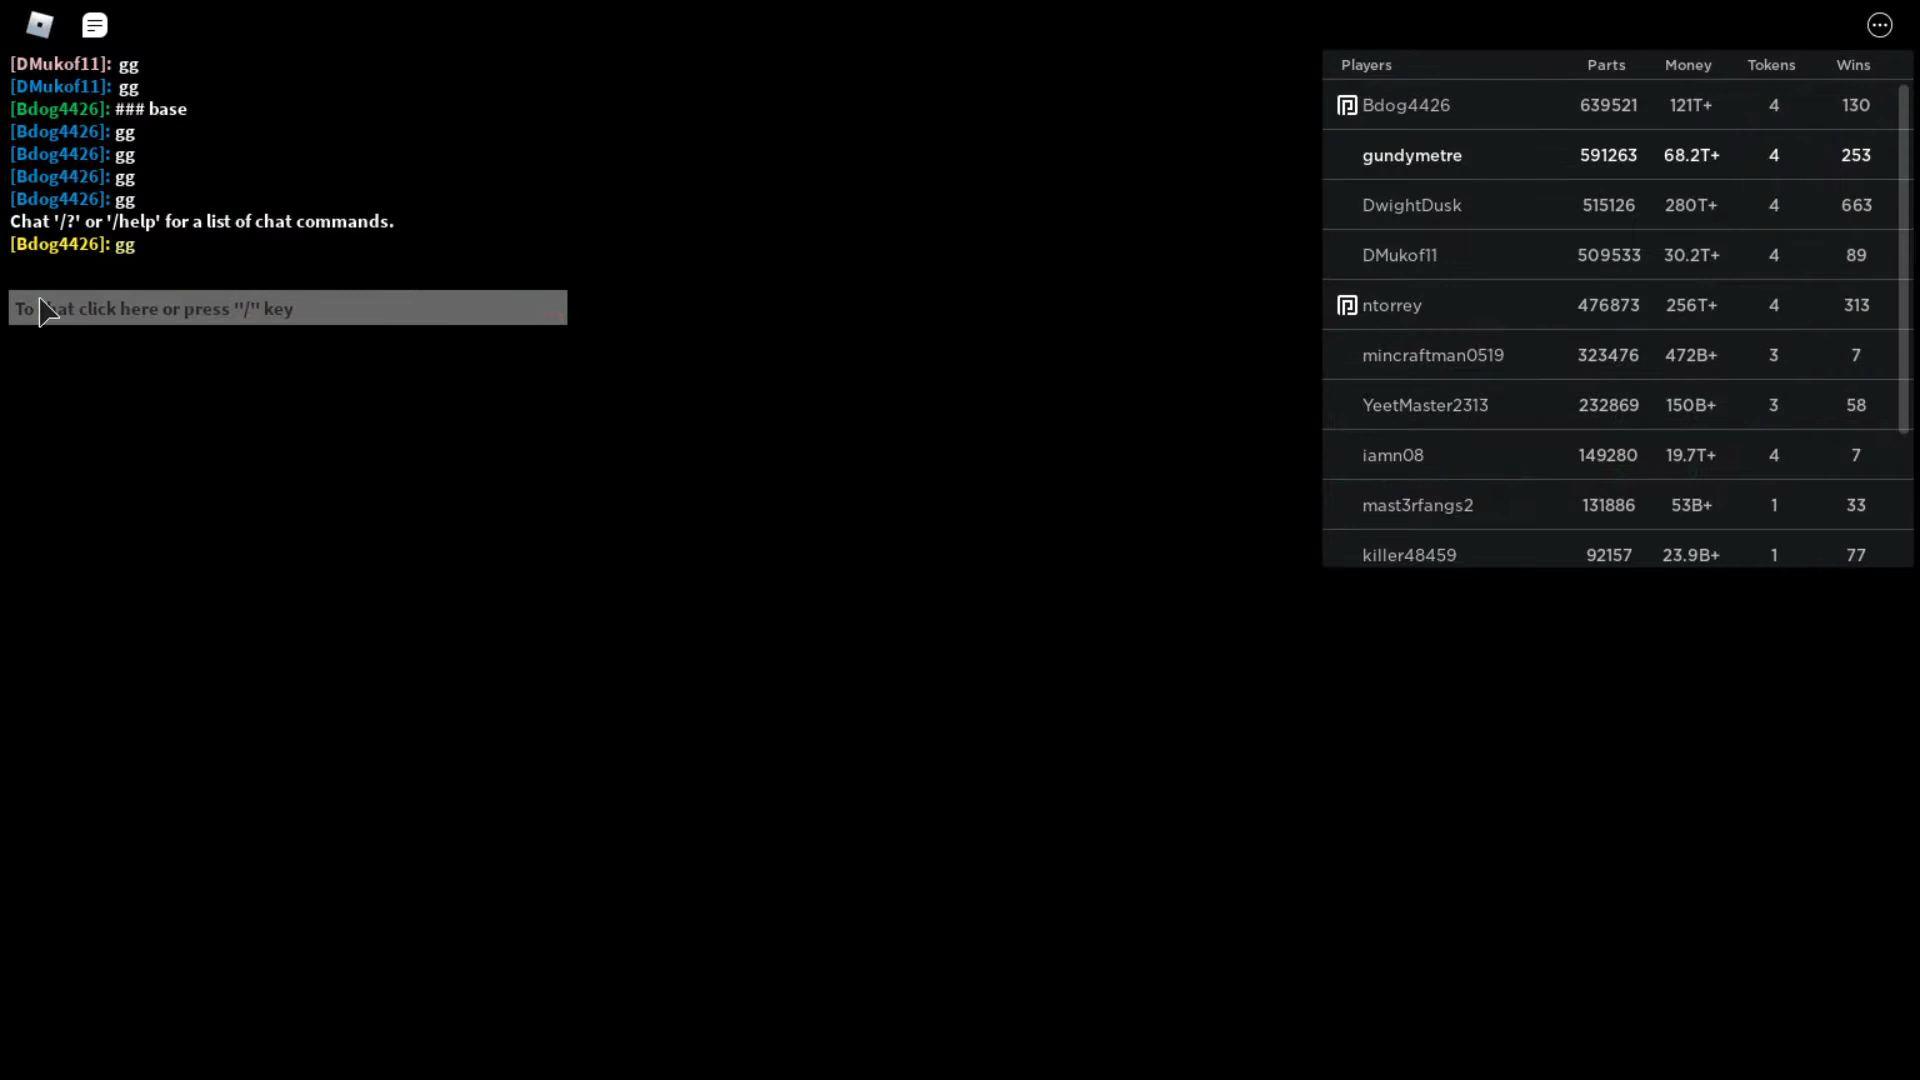 [DMukof11]: gg
[DMukof11]: gg
[Bdog4426]: ### base
[Bdog4426]: gg
[Bdog4426]: gg
[Bdog4426]: gg
[Bdog4426]: gg
Chat '/?' or '/help' for a list of chat commands.
[Bdog4426]: gg
To chat click here or press "/" key
Players Parts Money Tokens Wins
Bdog4426 639521 121T+ 4 130
gundymetre 591263 68.2T+ 4 253
DwightDusk 515126 280T+ 4 663
DMukof11 509533 30.2T+ 4 89
ntorrey 476873 256T+ 4 313
mincraftman0519 323476 472B+ 3 7
YeetMaster2313 232869 150B+ 3 58
iamn08 149280 19.7T+ 4 7
mast3rfangs2 131886 53B+ 1 33
killer48459 92157 23.9B+ 1 77